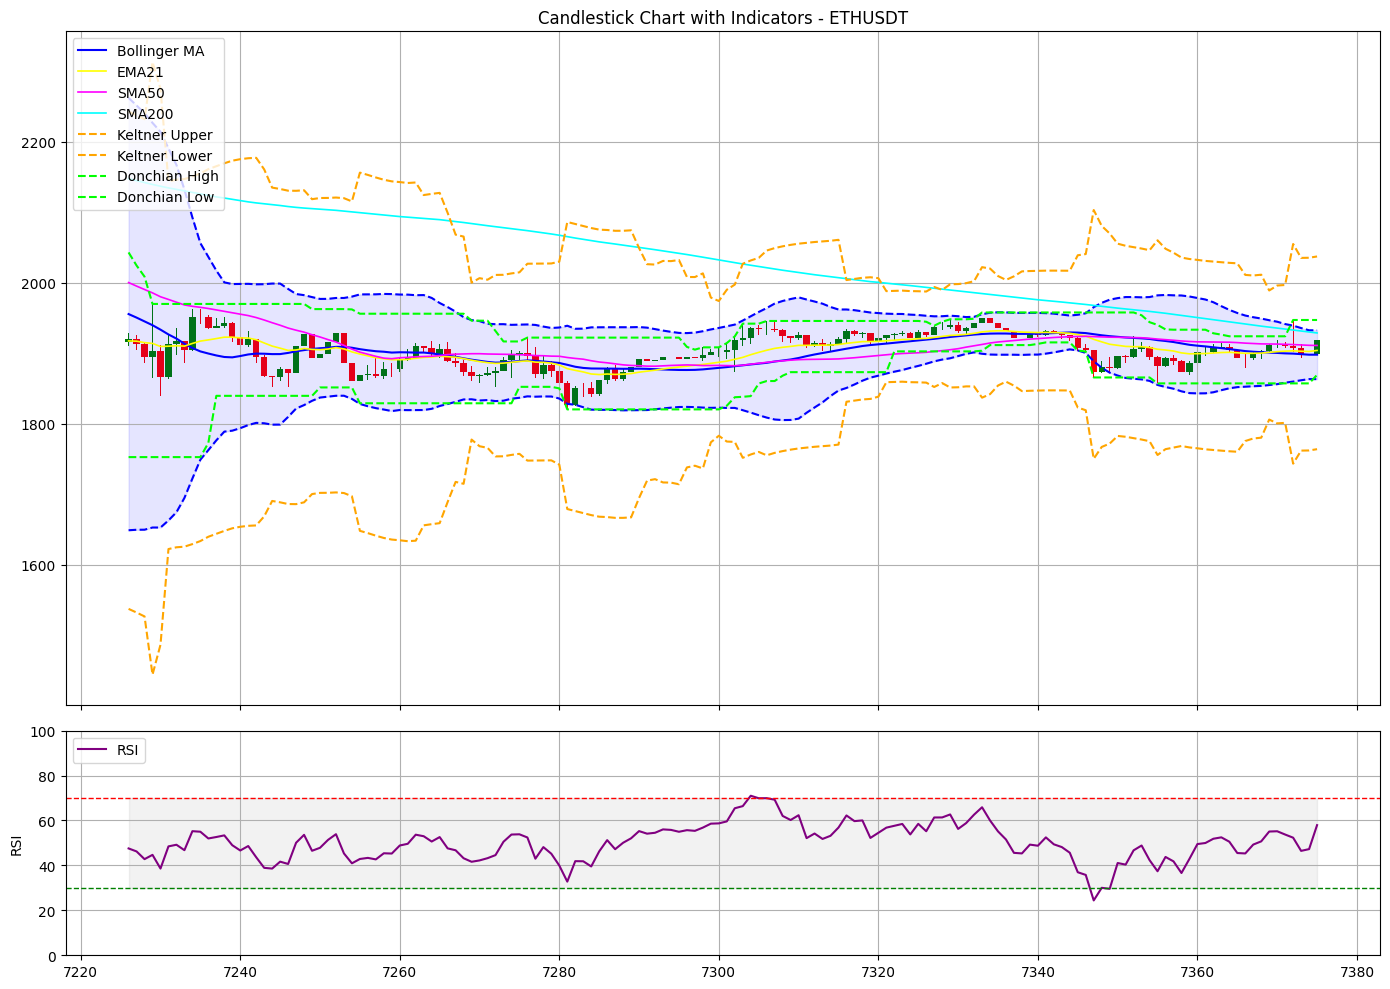 Candlestick Chart with Indicators - ETHUSDT
Bollinger MA
EMA21
SMA50
SMA200
Keltner Upper
Keltner Lower
Donchian High
Donchian Low
2200
2000
1800
1600
RSI
100
80
60
40
20
0
RSI
7220
7240
7260
7280
7300
7320
7340
7360
7380